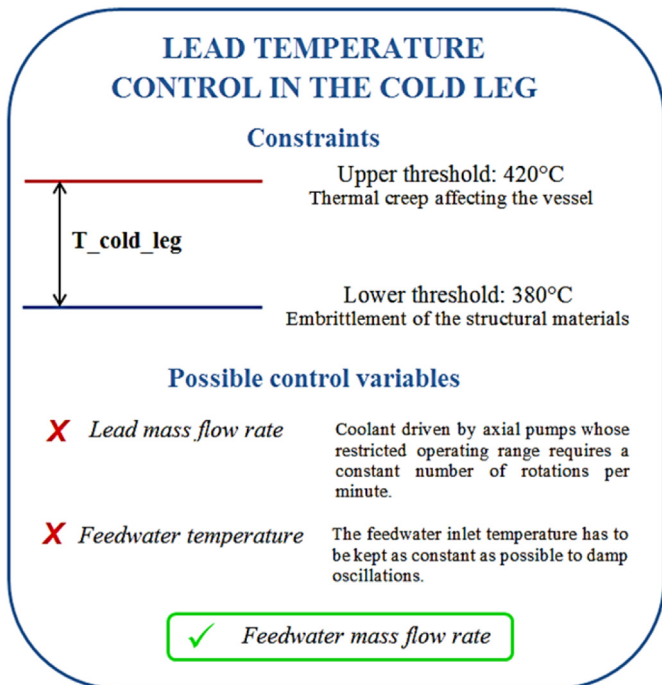 LEAD TEMPERATURE
CONTROL IN THE COLD LEG
Constraints
Upper threshold: 420°C
Thermal creep affecting the vessel
T_cold_leg
Lower threshold: 380°C
Embrittlement of the structural materials
Possible control variables
X Lead mass flow rate
Coolant driven by axial pumps whose
restricted operating range requires a
constant number of rotations per
minute.
X Feedwater temperature
The feedwater inlet temperature has to
be kept as constant as possible to damp
oscillations.
✓ Feedwater mass flow rate